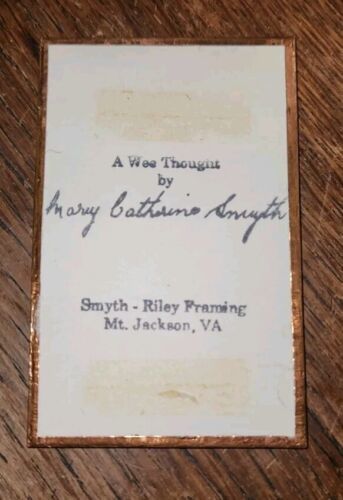 A Wee Thought
by
Mary Catherine Smyth
Smyth - Riley Framing
Mt. Jackson, VA